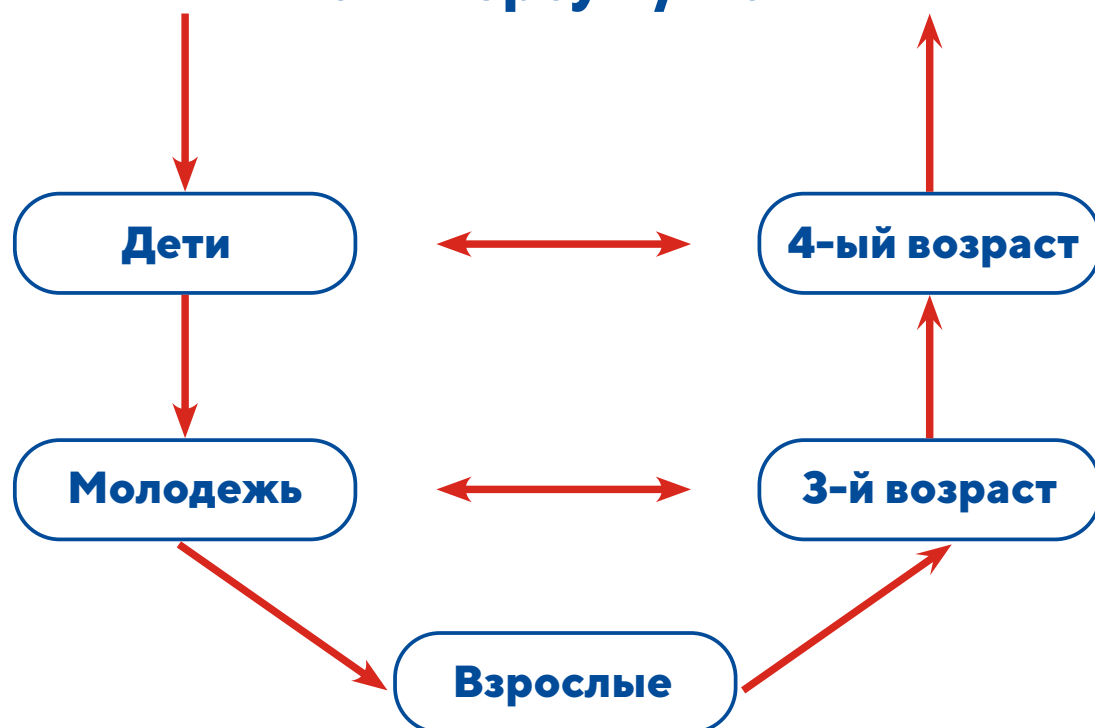 Дети
4-ый возраст
Молодежь
3-й возраст
Взрослые